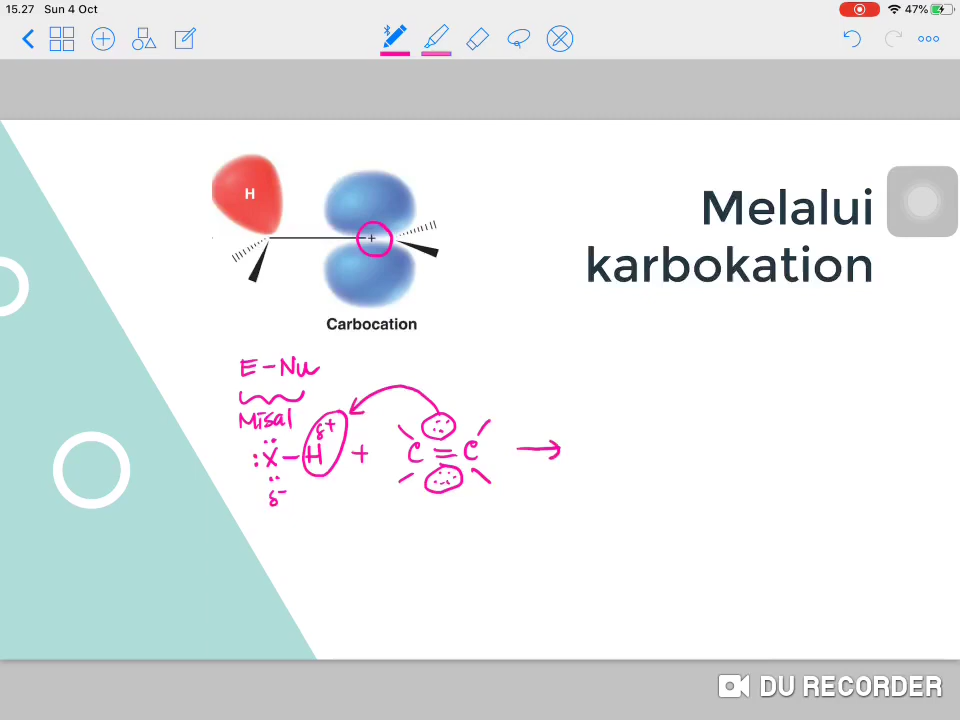 15.27 Sun 4 Oct
47%
H
+
Carbocation
Melalui
karbokation
E-Nu
Misal
δ+
:X-H + C=C →
δ-
DU RECORDER